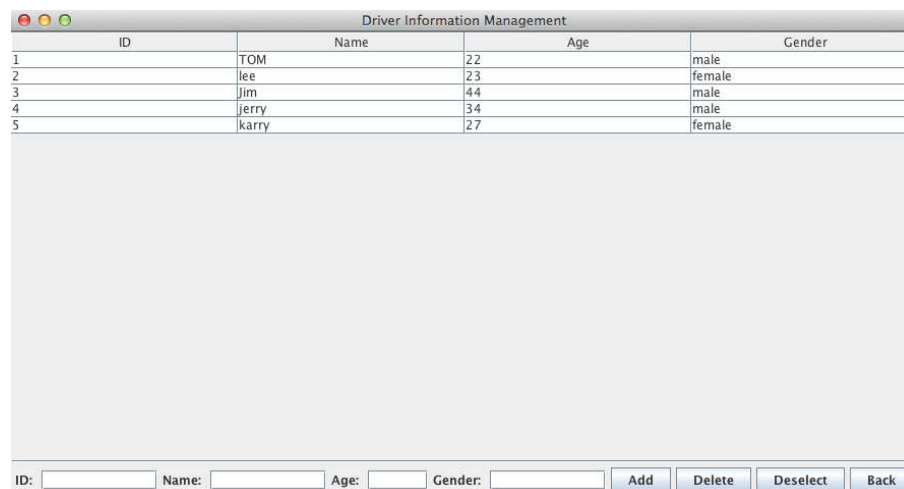 Driver Information Management
ID Name Age Gender
1 TOM 22 male
2 lee 23 female
3 Jim 44 male
4 jerry 34 male
5 karry 27 female
ID: Name: Age: Gender: Add Delete Deselect Back